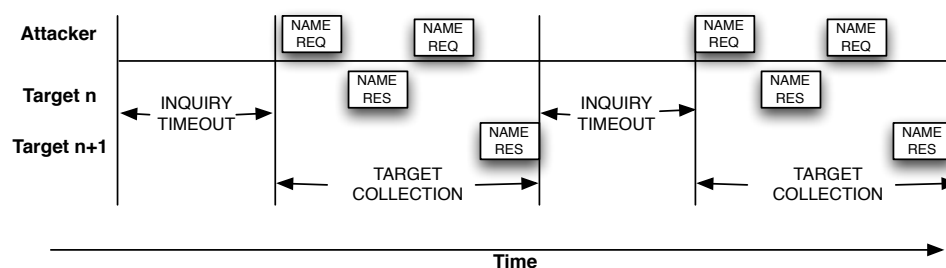 Attacker
NAME
REQ
NAME
REQ
NAME
REQ
NAME
REQ
Target n
NAME
RES
NAME
RES
INQUIRY
TIMEOUT
INQUIRY
TIMEOUT
Target n+1
NAME
RES
NAME
RES
TARGET
COLLECTION
TARGET
COLLECTION
Time